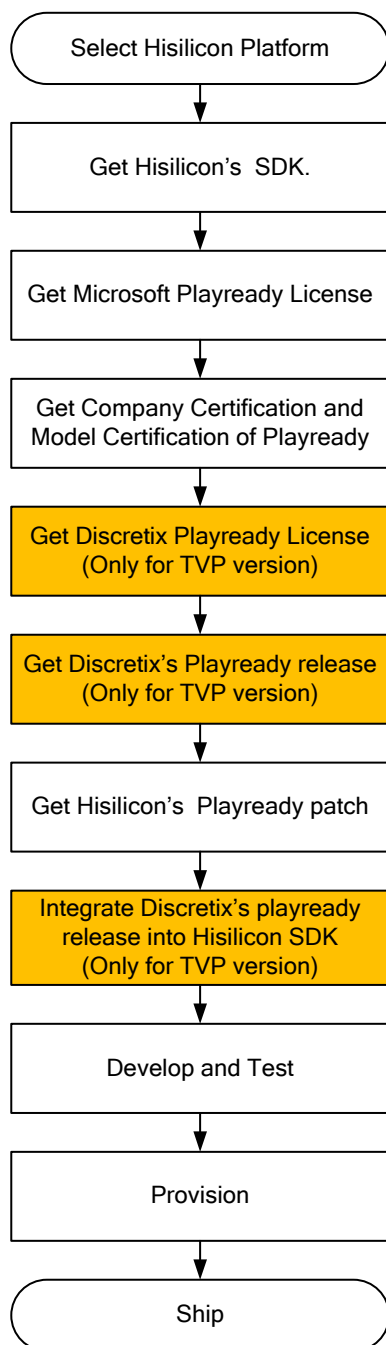 Select Hisilicon Platform
Get Hisilicon’s  SDK.
Get Microsoft Playready License
Get Company Certification and
Model Certification of Playready
Get Discretix Playready License
(Only for TVP version)
Get Discretix’s Playready release
(Only for TVP version)
Get Hisilicon’s  Playready patch
Integrate Discretix’s playready
release into Hisilicon SDK
(Only for TVP version)
Develop and Test
Provision
Ship